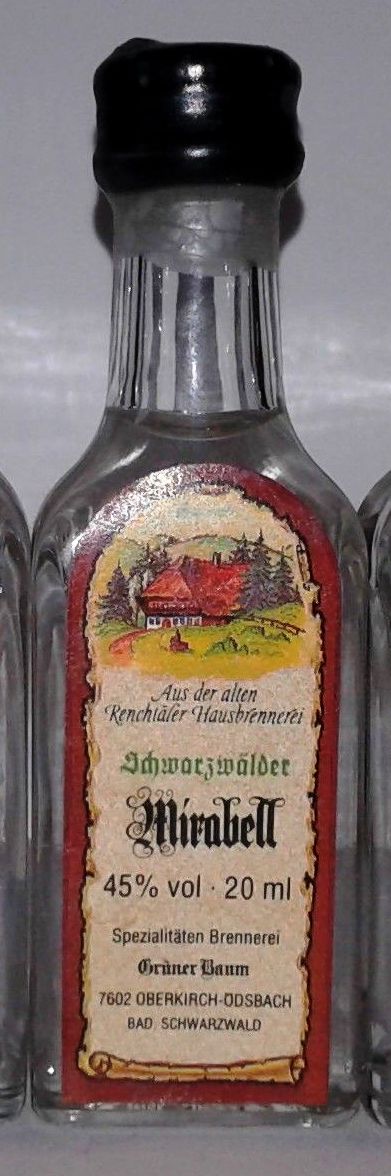 Aus der alten
Renchtäler Hausbrennerei
Schwarzwälder
Mirabell
45% vol · 20 ml
Spezialitäten Brennerei
Grüner Baum
7602 OBERKIRCH-ÖDSBACH
BAD. SCHWARZWALD